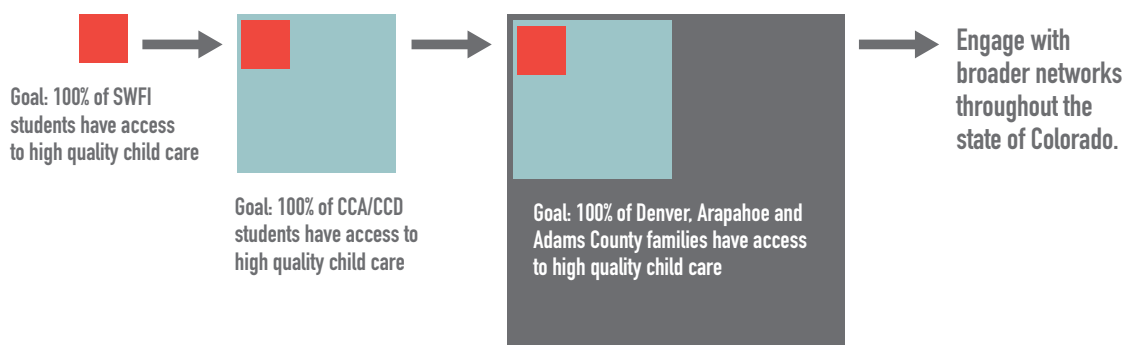 Goal: 100% of SWFI
students have access
to high quality child care
Goal: 100% of CCA/CCD
students have access to
high quality child care
Goal: 100% of Denver, Arapahoe and
Adams County families have access
to high quality child care
Engage with
broader networks
throughout the
state of Colorado.